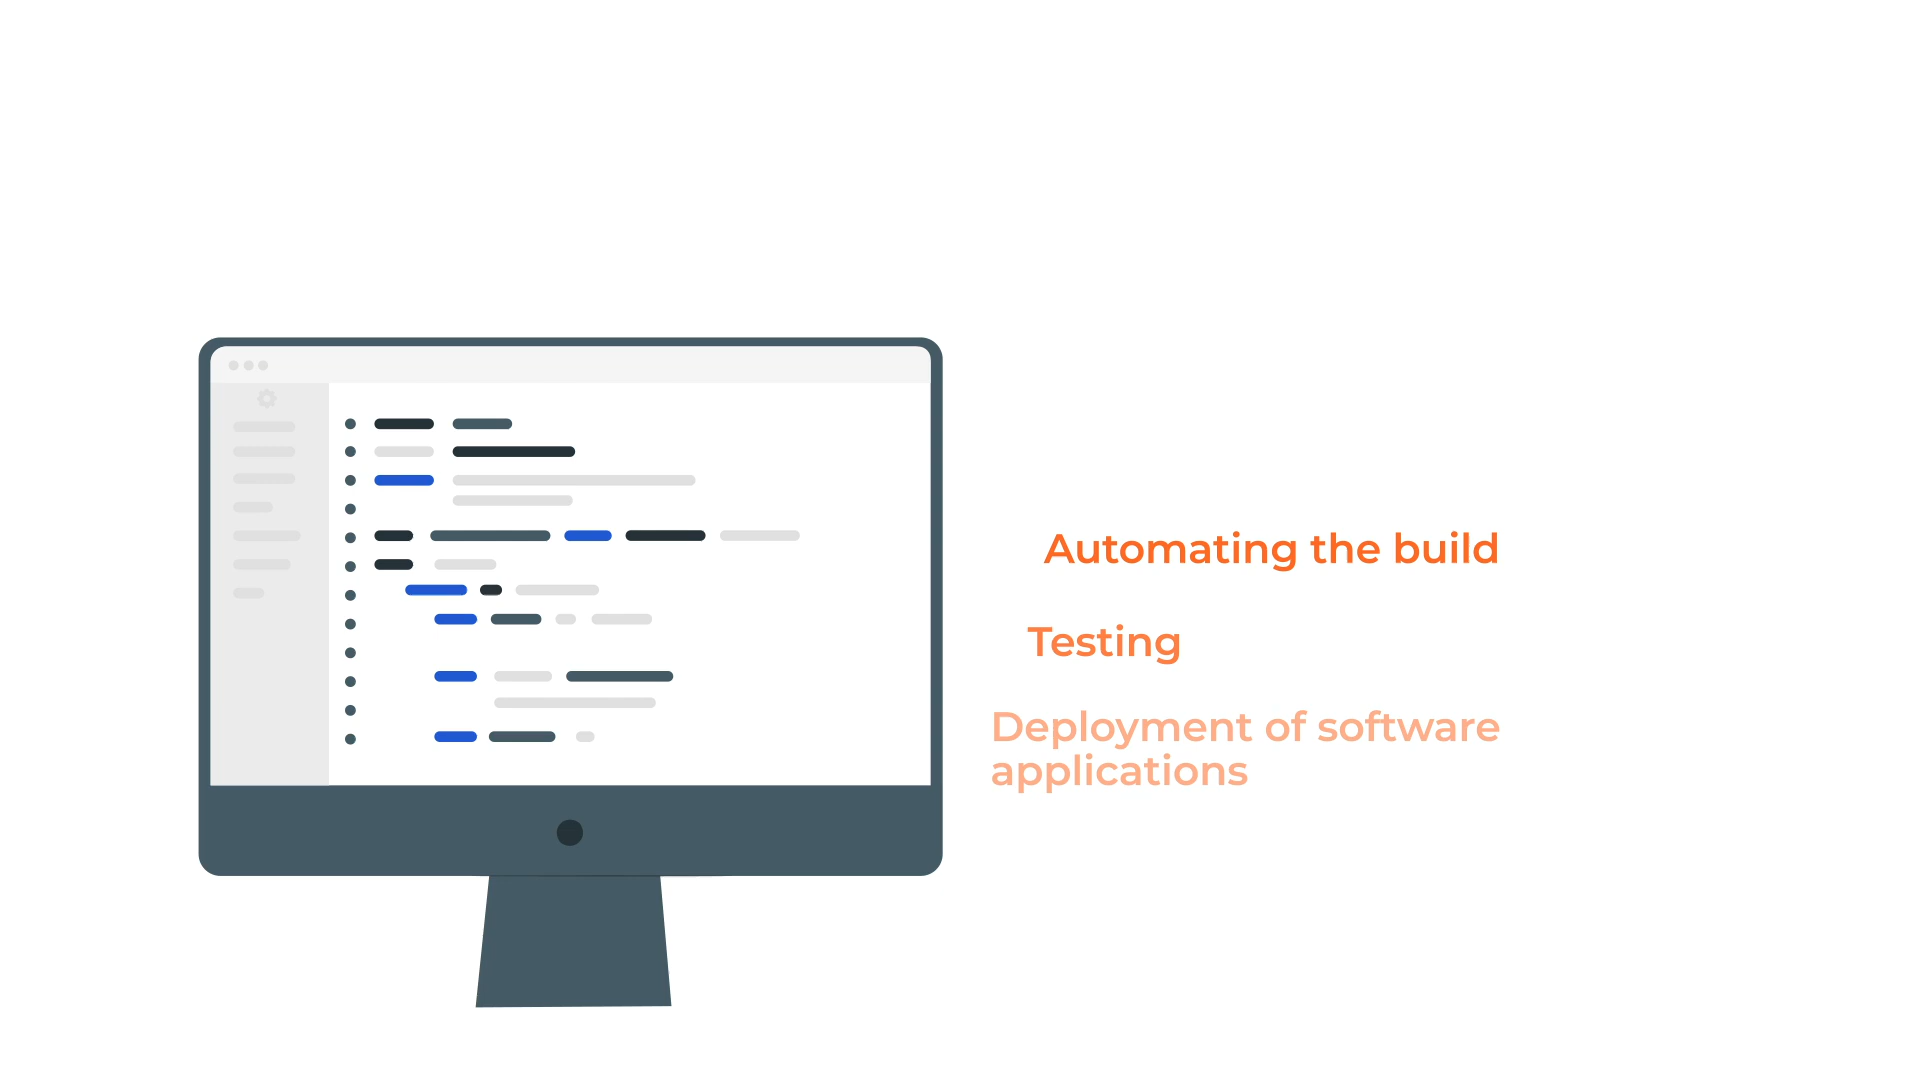 Automating the build
Testing
Deployment of software
applications